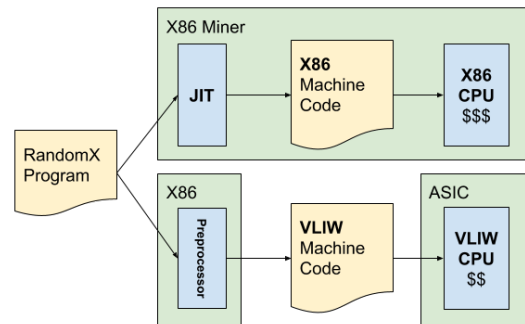 X86 Miner
JIT
X86
Machine
Code
X86
CPU
$$$
RandomX
Program
X86
Preprocessor
VLIW
Machine
Code
ASIC
VLIW
CPU
$$